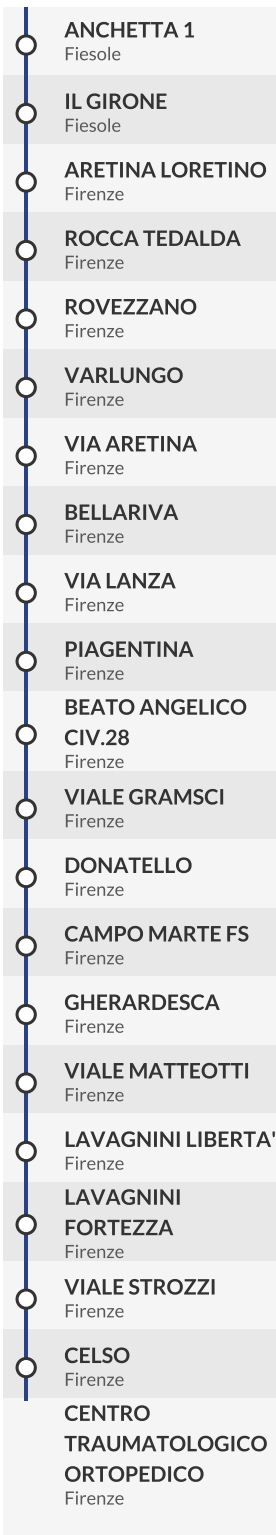 ANCHETTA 1
Fiesole
IL GIRONE
Fiesole
ARETINA LORETINO
Firenze
ROCCA TEDALDA
Firenze
ROVEZZANO
Firenze
VARLUNGO
Firenze
VIA ARETINA
Firenze
BELLARIVA
Firenze
VIA LANZA
Firenze
PIAGENTINA
Firenze
BEATO ANGELICO
CIV.28
Firenze
VIALE GRAMSCI
Firenze
DONATELLO
Firenze
CAMPO MARTE FS
Firenze
GHERARDESCA
Firenze
VIALE MATTEOTTI
Firenze
LAVAGNINI LIBERTA'
Firenze
LAVAGNINI
FORTEZZA
Firenze
VIALE STROZZI
Firenze
CELSO
Firenze
CENTRO
TRAUMATOLOGICO
ORTOPEDICO
Firenze